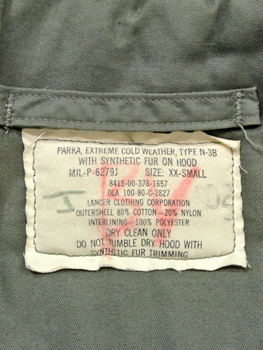 PARKA, EXTREME COLD WEATHER, TYPE N-3B
WITH SYNTHETIC FUR ON HOOD
MIL-P-6279J SIZE: XX-SMALL
8415-00-376-1657
DLA 100-80-C-2827
LANCER CLOTHING CORPORATION
OUTERSHELL 80% COTTON-20% NYLON
INTERLINING-100% POLYESTER
DRY CLEAN ONLY
DO NOT TUMBLE DRY HOOD WITH
SYNTHETIC FUR TRIMMING